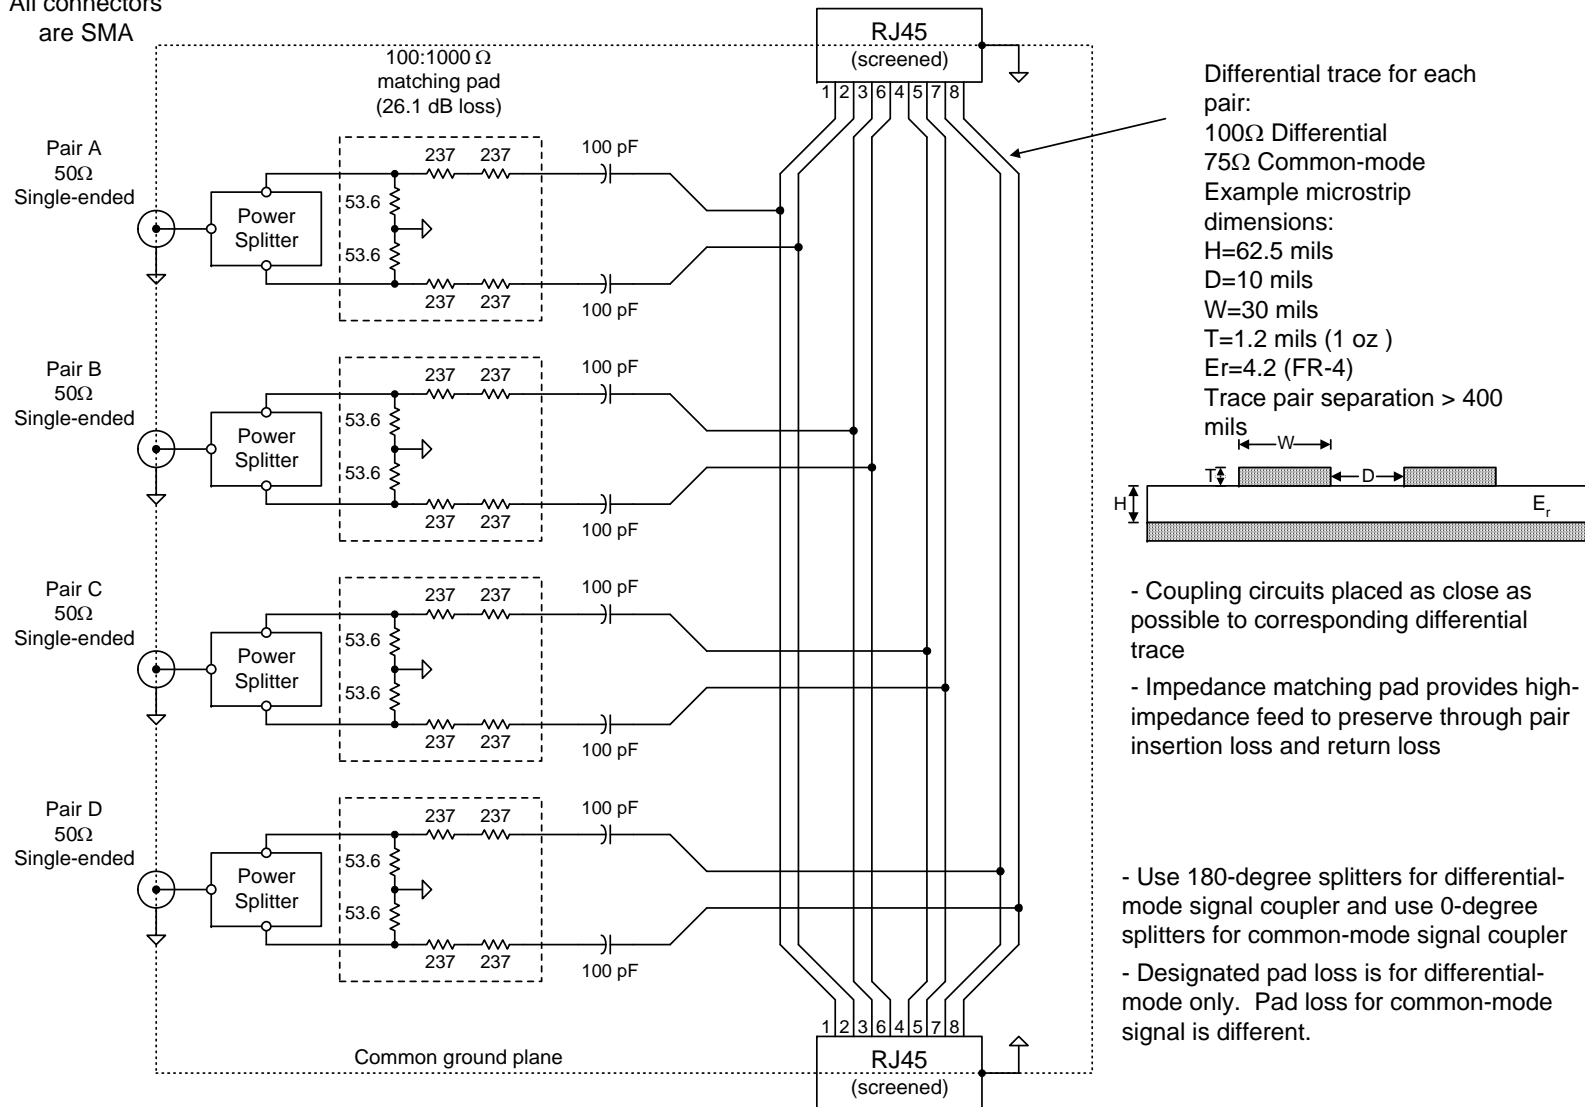 All connectors
are SMA
100:1000 Ω
matching pad
(26.1 dB loss)
RJ45
(screened)
1 2 3 6 4 5 7 8
Pair A
50Ω
Single-ended
Power
Splitter
53.6
53.6
237 237
237 237
100 pF
100 pF
Pair B
50Ω
Single-ended
Power
Splitter
53.6
53.6
237 237
237 237
100 pF
100 pF
Pair C
50Ω
Single-ended
Power
Splitter
53.6
53.6
237 237
237 237
100 pF
100 pF
Pair D
50Ω
Single-ended
Power
Splitter
53.6
53.6
237 237
237 237
100 pF
100 pF
1 2 3 6 4 5 7 8
RJ45
(screened)
Common ground plane
Differential trace for each
pair:
100Ω Differential
75Ω Common-mode
Example microstrip
dimensions:
H=62.5 mils
D=10 mils
W=30 mils
T=1.2 mils (1 oz )
Er=4.2 (FR-4)
Trace pair separation > 400
mils
W
T
D
H
Er
- Coupling circuits placed as close as
possible to corresponding differential
trace
- Impedance matching pad provides high-
impedance feed to preserve through pair
insertion loss and return loss
- Use 180-degree splitters for differential-
mode signal coupler and use 0-degree
splitters for common-mode signal coupler
- Designated pad loss is for differential-
mode only. Pad loss for common-mode
signal is different.